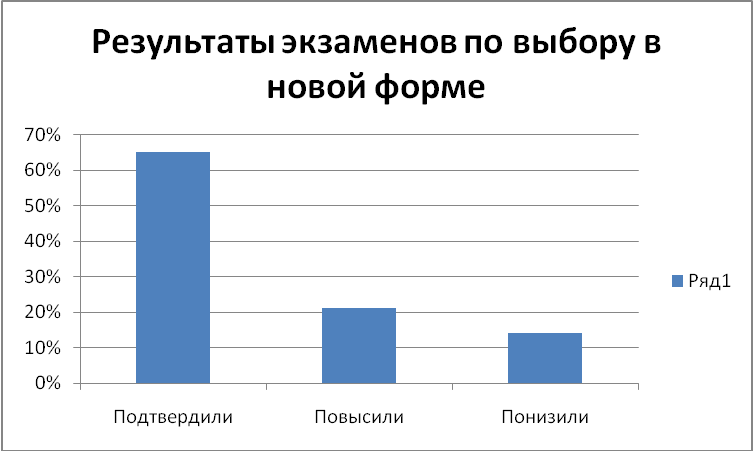 Результаты экзаменов по выбору в
новой форме
70%
60%
50%
40%
30%
20%
10%
0%
Подтвердили
Повысили
Понизили
Ряд1